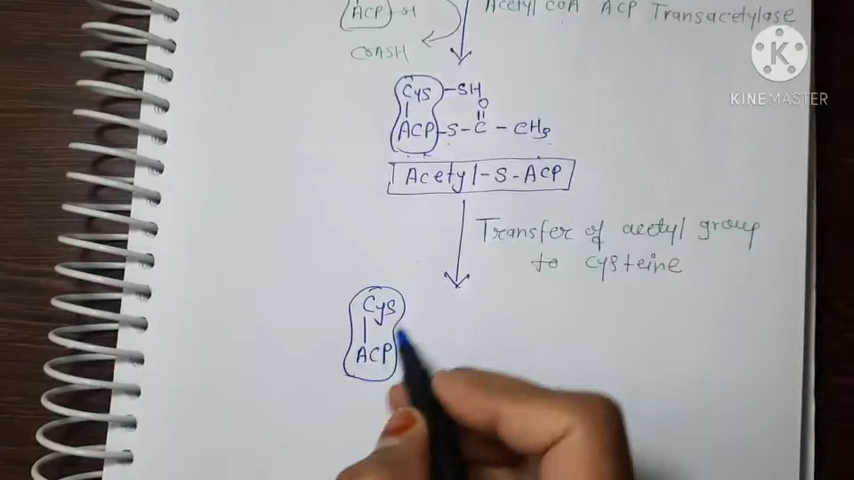 ACP SH Acetyl COA ACP Transacetylase
COASH
KINEMASTER
Cys -SH
O
ACP -S-C-CH3
Acetyl-S-ACP
Transfer of acetyl group
to cysteine
Cys
ACP